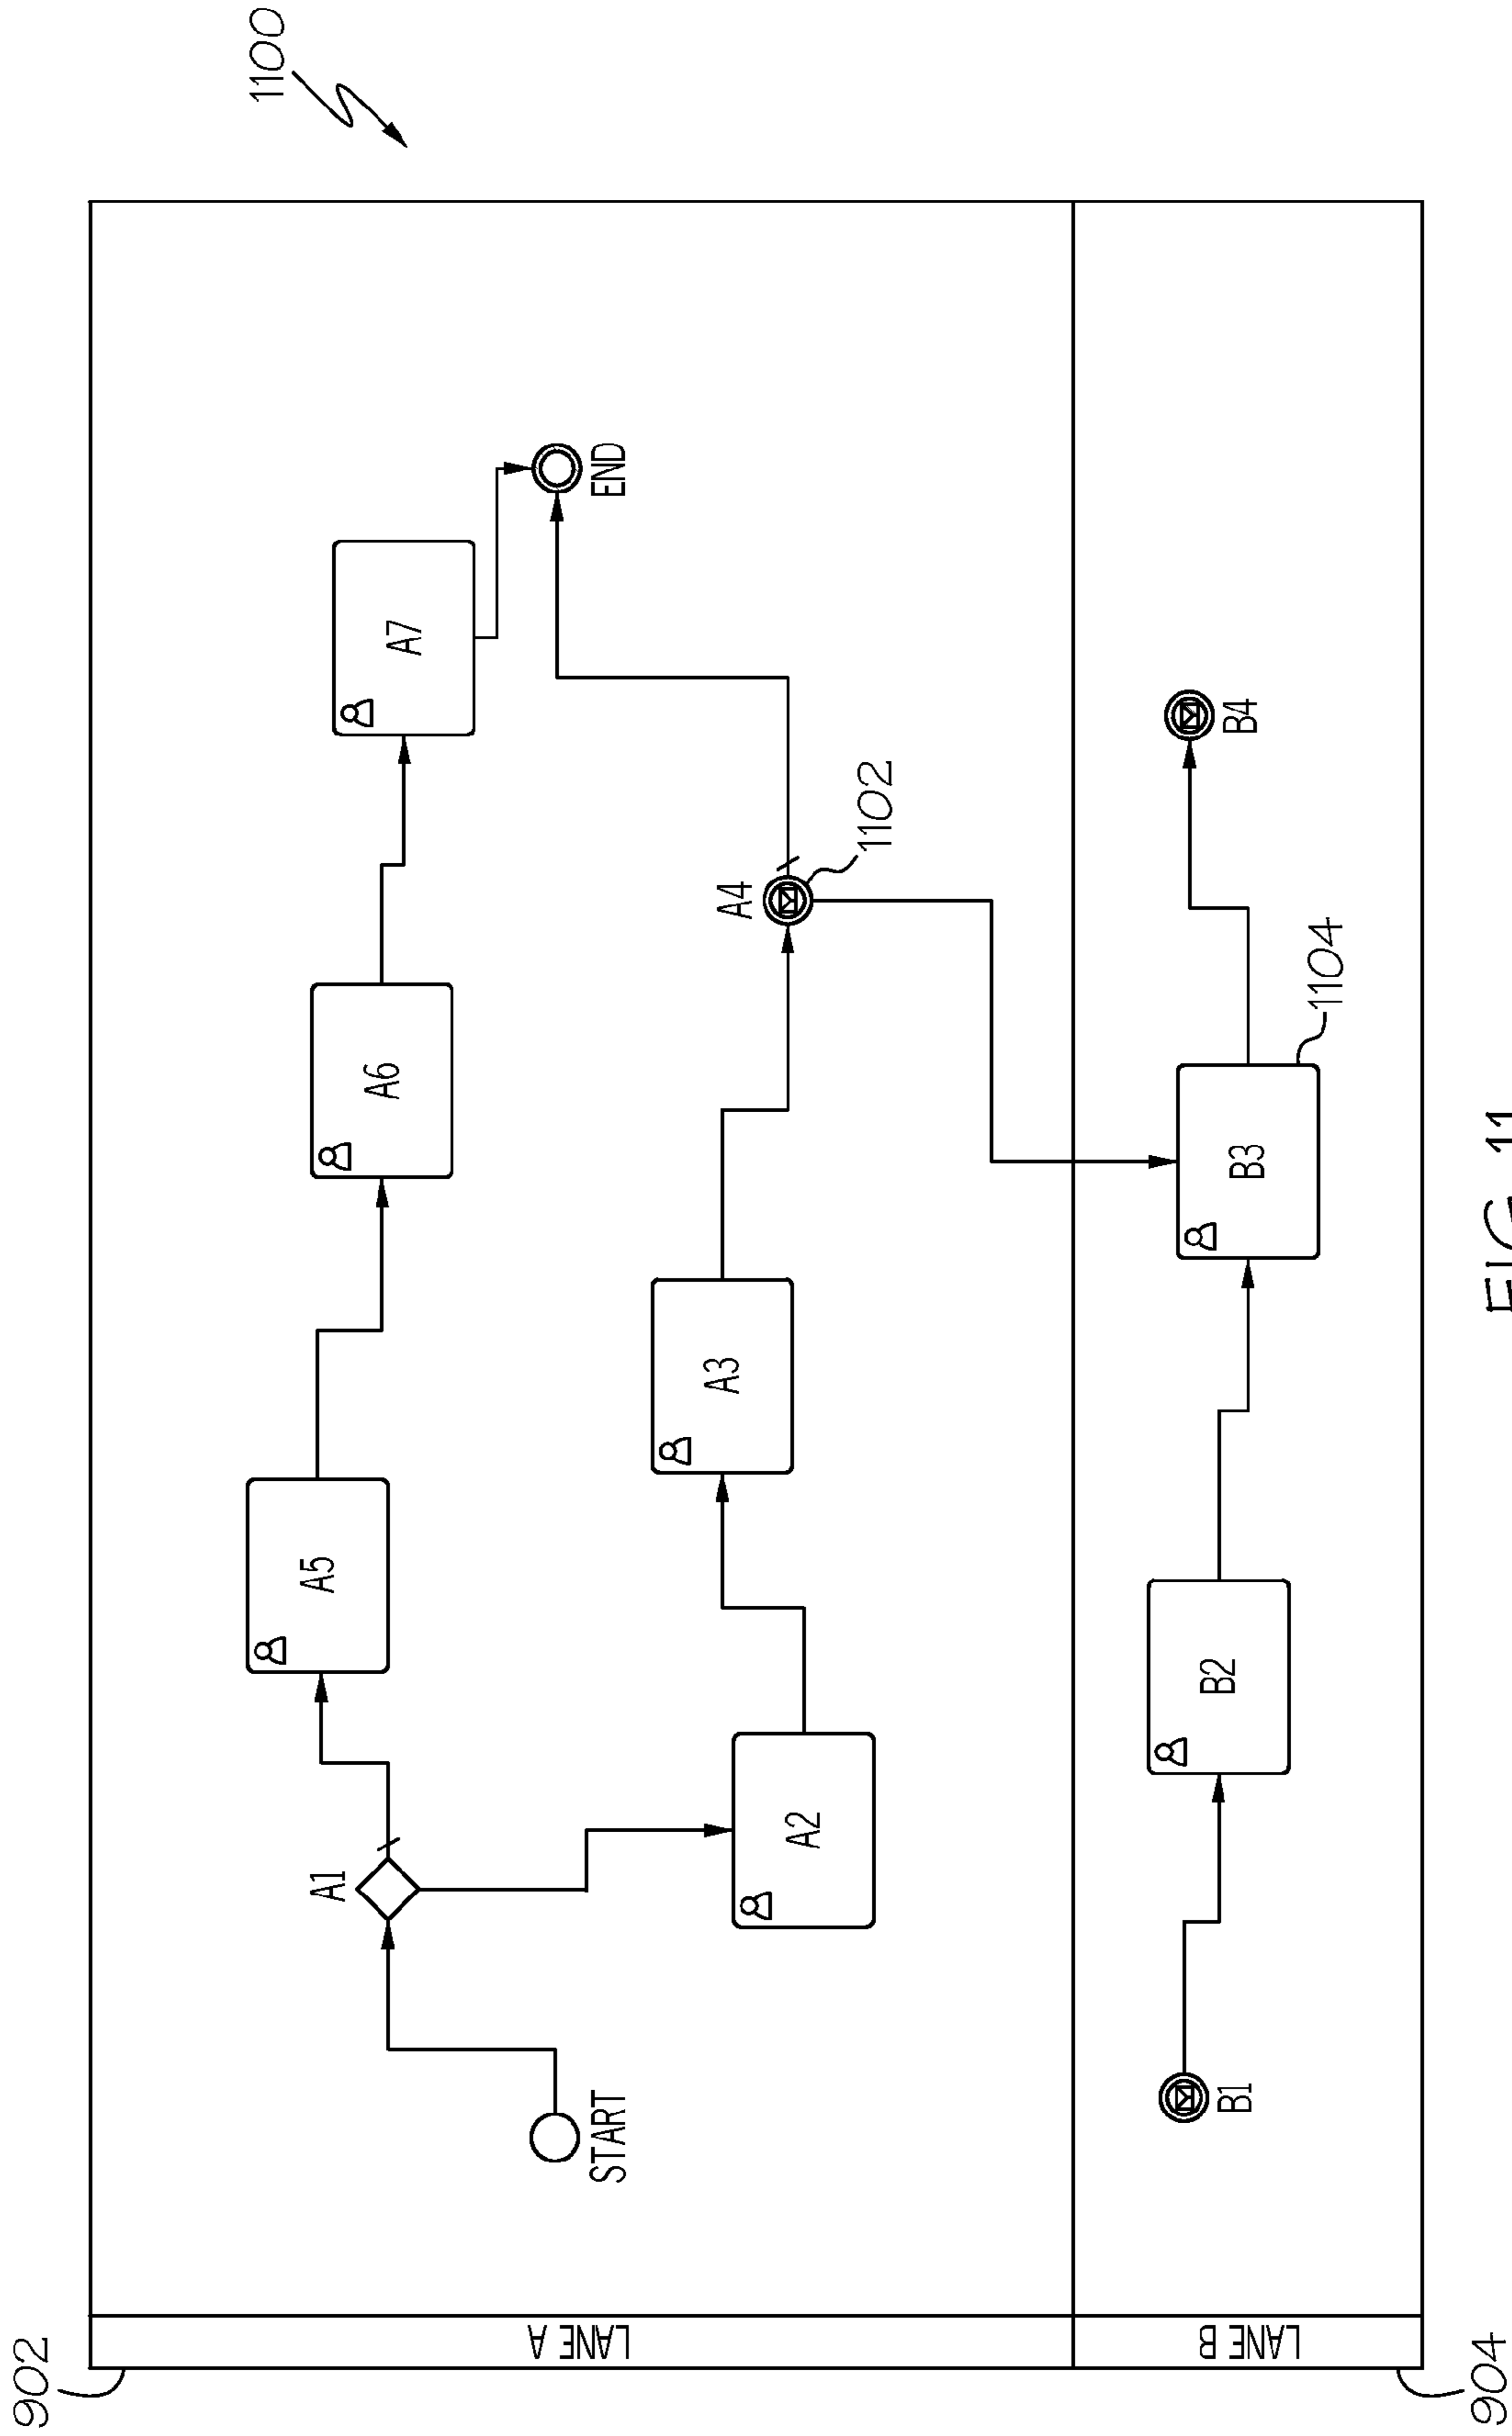 1100
902
LANE A
START
A1
A5
A6
A7
END
A2
A3
A4
1102
LANE B
904
B1
B2
B3
1104
B4
FIG. 11